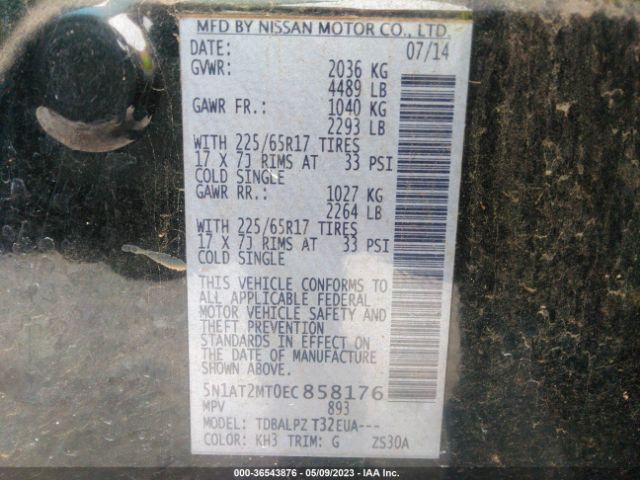 MFD BY NISSAN MOTOR CO., LTD.
DATE: 07/14
GVWR: 2036 KG
4489 LB
GAWR FR.: 1040 KG
2293 LB
WITH 225/65R17 TIRES
17 X 7J RIMS AT 33 PSI
COLD SINGLE
GAWR RR.: 1027 KG
2264 LB
WITH 225/65R17 TIRES
17 X 7J RIMS AT 33 PSI
COLD SINGLE
THIS VEHICLE CONFORMS TO
ALL APPLICABLE FEDERAL
MOTOR VEHICLE SAFETY AND
THEFT PREVENTION
STANDARDS IN EFFECT ON
THE DATE OF MANUFACTURE
SHOWN ABOVE.
5N1AT2MT0EC858176
MPV 893
MODEL: TDBALPZ T32EUA---
COLOR: KH3 TRIM: G ZS30A
000-36543876 - 05/09/2023 - IAA Inc.